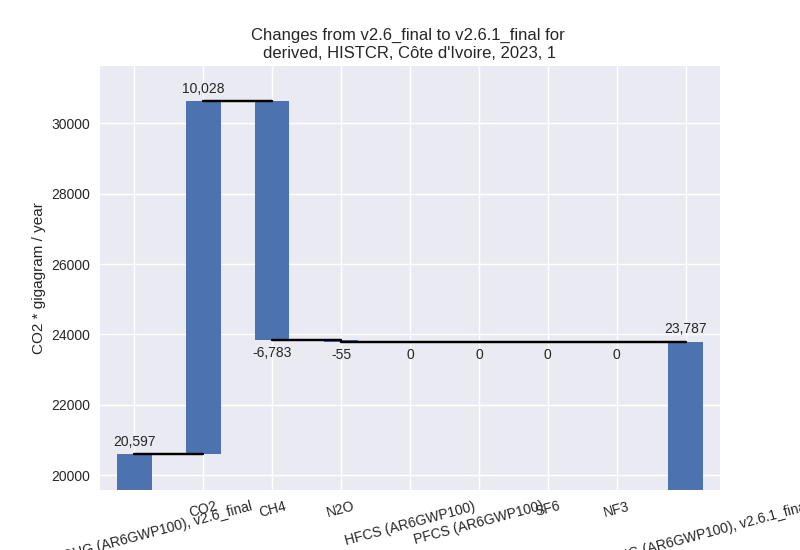 Changes from v2.6_final to v2.6.1_final for
derived, HISTCR, Côte d'Ivoire, 2023, 1
CO2 * gigagram / year
30000
28000
26000
24000
22000
20000
20,597
10,028
-6,783
-55
0
0
0
0
23,787
(AR6GWP100), v2.6_final
CO2
CH4
N2O
HFCS (AR6GWP100)
PFCS (AR6GWP100)
SF6
NF3
(AR6GWP100), v2.6.1_fina